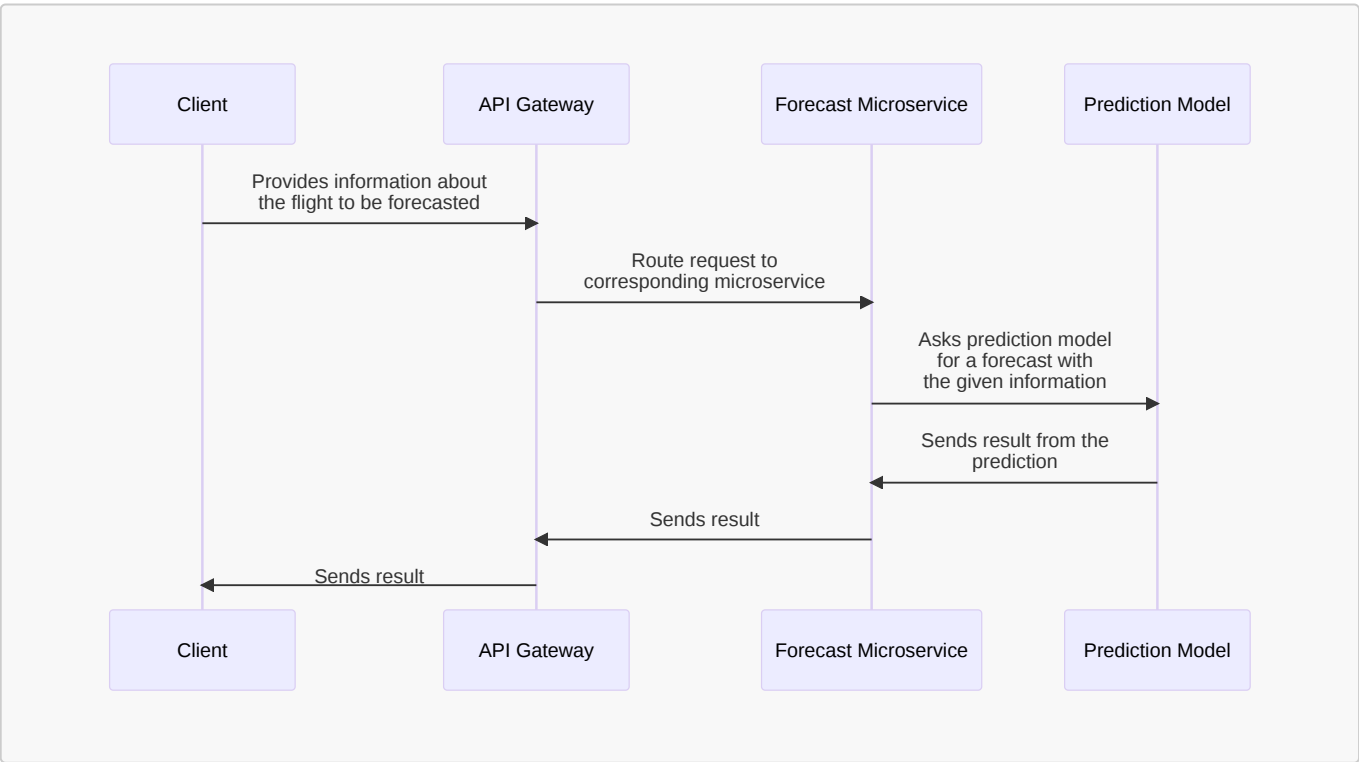 Client
API Gateway
Forecast Microservice
Prediction Model
Provides information about
the flight to be forecasted
Route request to
corresponding microservice
Asks prediction model
for a forecast with
the given information
Sends result from the
prediction
Sends result
Sends result
Client
API Gateway
Forecast Microservice
Prediction Model